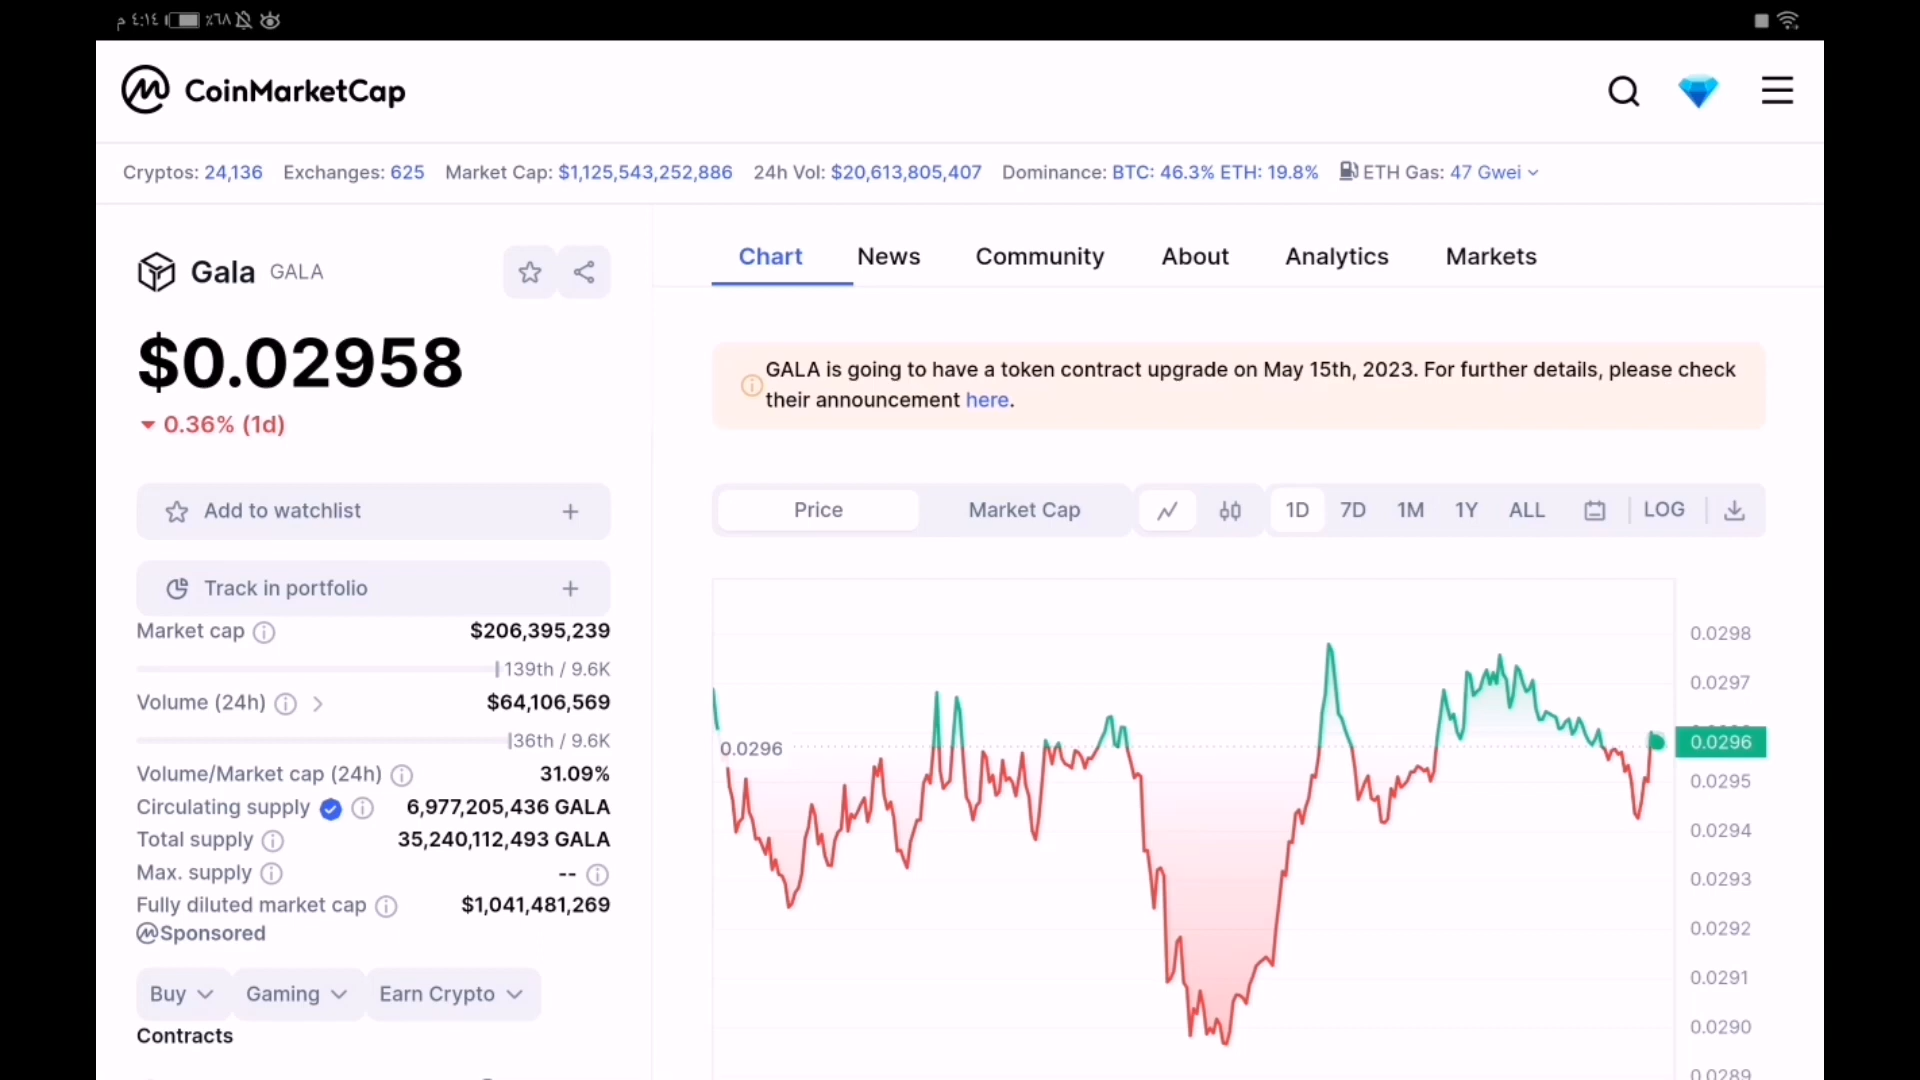 م ٤:١٤ ٪٦٨
CoinMarketCap
Cryptos: 24,136 Exchanges: 625 Market Cap: $1,125,543,252,886 24h Vol: $20,613,805,407 Dominance: BTC: 46.3% ETH: 19.8% ETH Gas: 47 Gwei
Gala GALA
$0.02958
0.36% (1d)
Add to watchlist +
Track in portfolio +
Market cap $206,395,239
139th / 9.6K
Volume (24h) $64,106,569
36th / 9.6K
Volume/Market cap (24h) 31.09%
Circulating supply 6,977,205,436 GALA
Total supply 35,240,112,493 GALA
Max. supply --
Fully diluted market cap $1,041,481,269
Sponsored
Buy Gaming Earn Crypto
Contracts
Chart News Community About Analytics Markets
GALA is going to have a token contract upgrade on May 15th, 2023. For further details, please check
their announcement here.
Price Market Cap 1D 7D 1M 1Y ALL LOG
0.0298
0.0297
0.0296 0.0296
0.0295
0.0294
0.0293
0.0292
0.0291
0.0290
0.0289